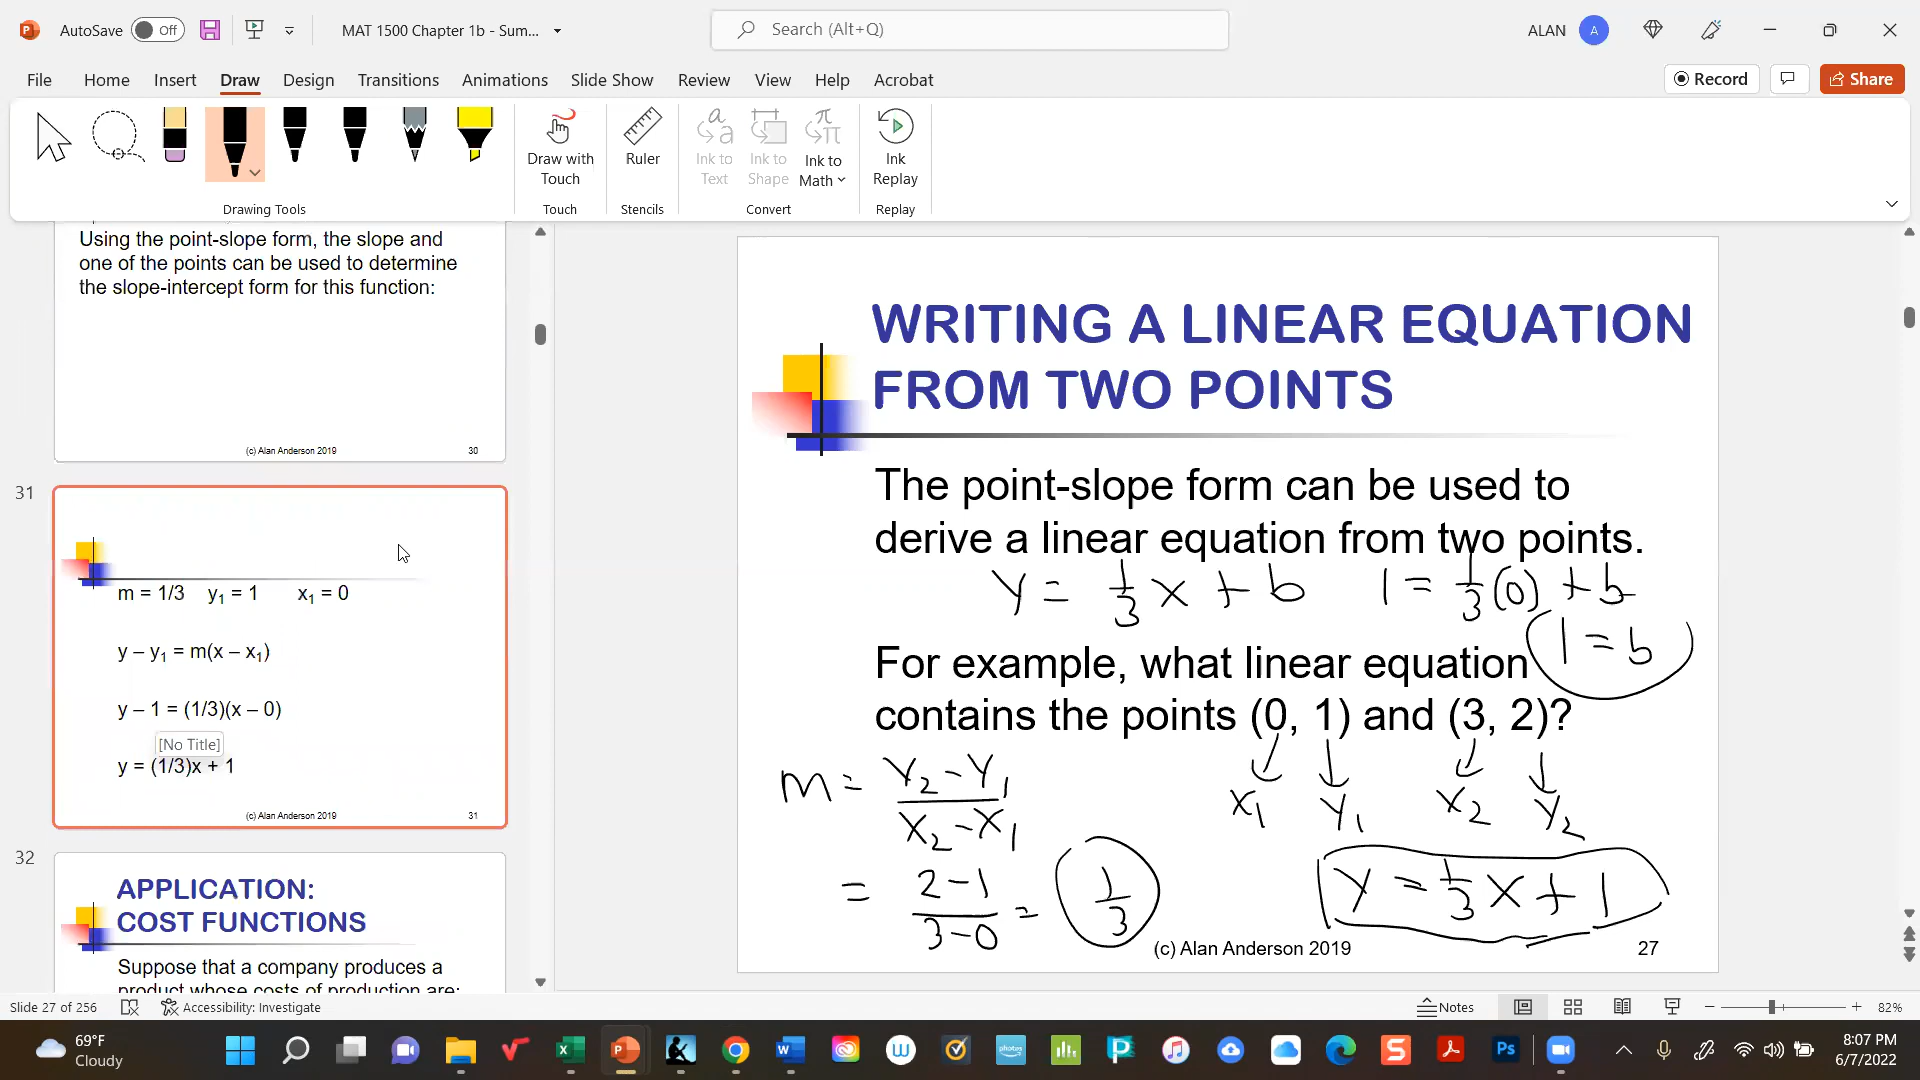 AutoSave Off MAT 1500 Chapter 1b - Sum... Search (Alt+Q) ALAN A
File Home Insert Draw Design Transitions Animations Slide Show Review View Help Acrobat Record Share
Draw with Touch
Ruler
Ink to Text
Ink to Shape
Ink to Math
Ink Replay
Drawing Tools Touch Stencils Convert Replay
Using the point-slope form, the slope and
one of the points can be used to determine
the slope-intercept form for this function:
(c) Alan Anderson 2019 30
31
m = 1/3 y₁ = 1 x₁ = 0
y – y₁ = m(x – x₁)
y – 1 = (1/3)(x – 0)
[No Title]
y = (1/3)x + 1
(c) Alan Anderson 2019 31
32
APPLICATION:
COST FUNCTIONS
Suppose that a company produces a
product whose costs of production are:
WRITING A LINEAR EQUATION
FROM TWO POINTS
The point-slope form can be used to
derive a linear equation from two points.
y = 1/3 x + b 1 = 1/3 (0) + b
1 = b
For example, what linear equation
contains the points (0, 1) and (3, 2)?
x₁ y₁ x₂ y₂
m = y₂ - y₁ / x₂ - x₁
= 2 - 1 / 3 - 0 = 1/3
y = 1/3 x + 1
(c) Alan Anderson 2019 27
Slide 27 of 256 Accessibility: Investigate Notes 82%
69°F
Cloudy
photos
8:07 PM
6/7/2022